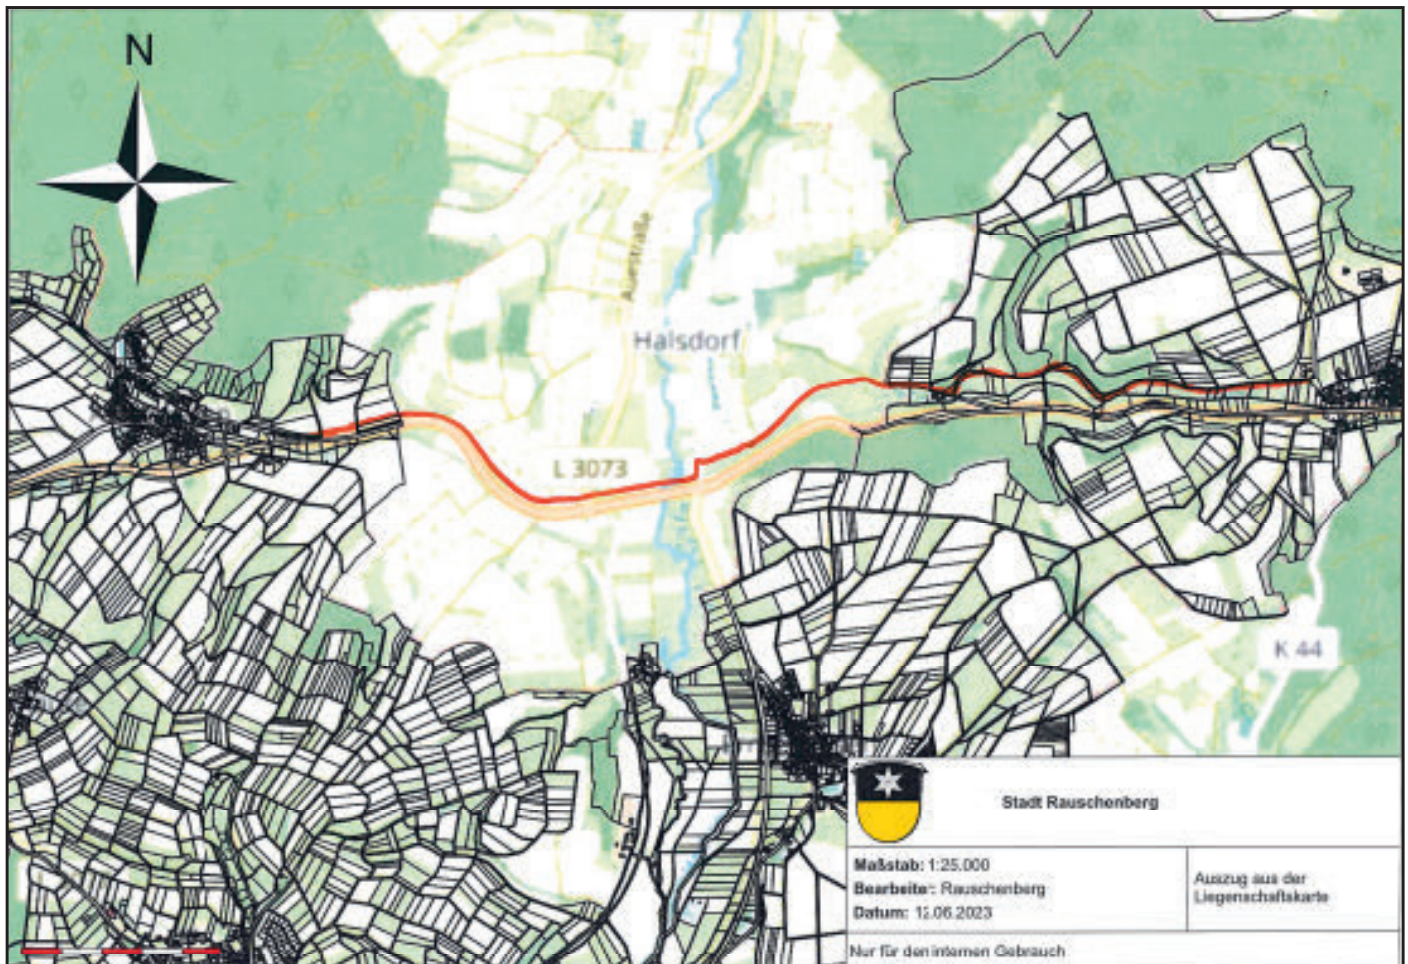 N
Auestraße
Halsdorf
L 3073
K 44
Stadt Rauschenberg
Maßstab: 1:25.000
Bearbeiter: Rauschenberg
Datum: 12.06.2023
Auszug aus der
Liegenschaftskarte
Nur für den internen Gebrauch